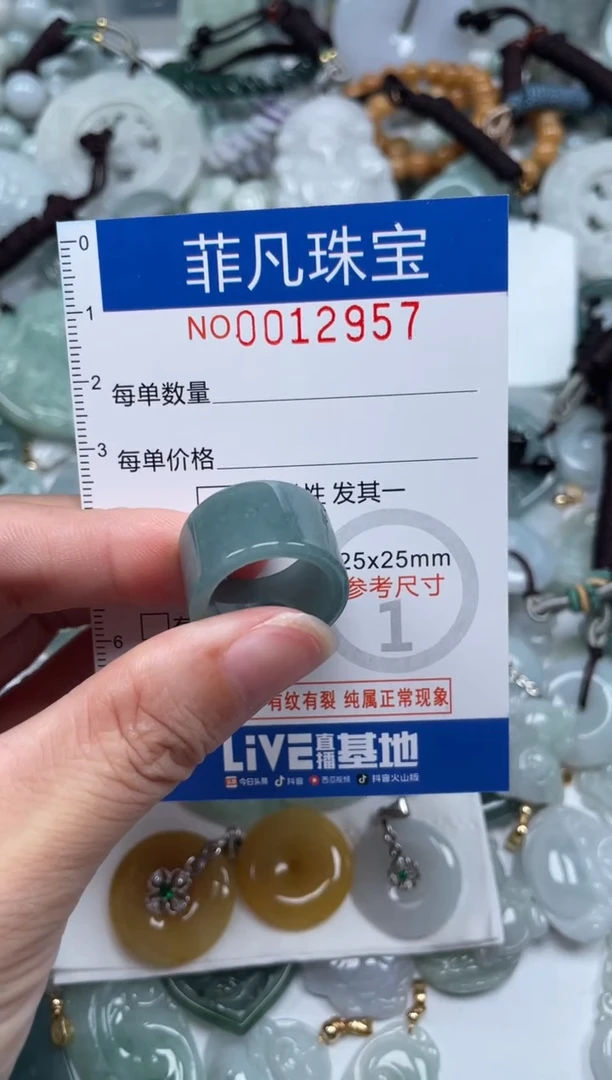 0
菲凡珠宝
1
NO0012957
2
每单数量
3
每单价格
性 发其一
25x25mm
参考尺寸
1
6
有纹有裂 纯属正常现象
LiVE直播基地
今日头条 抖音 西瓜视频 抖音火山版